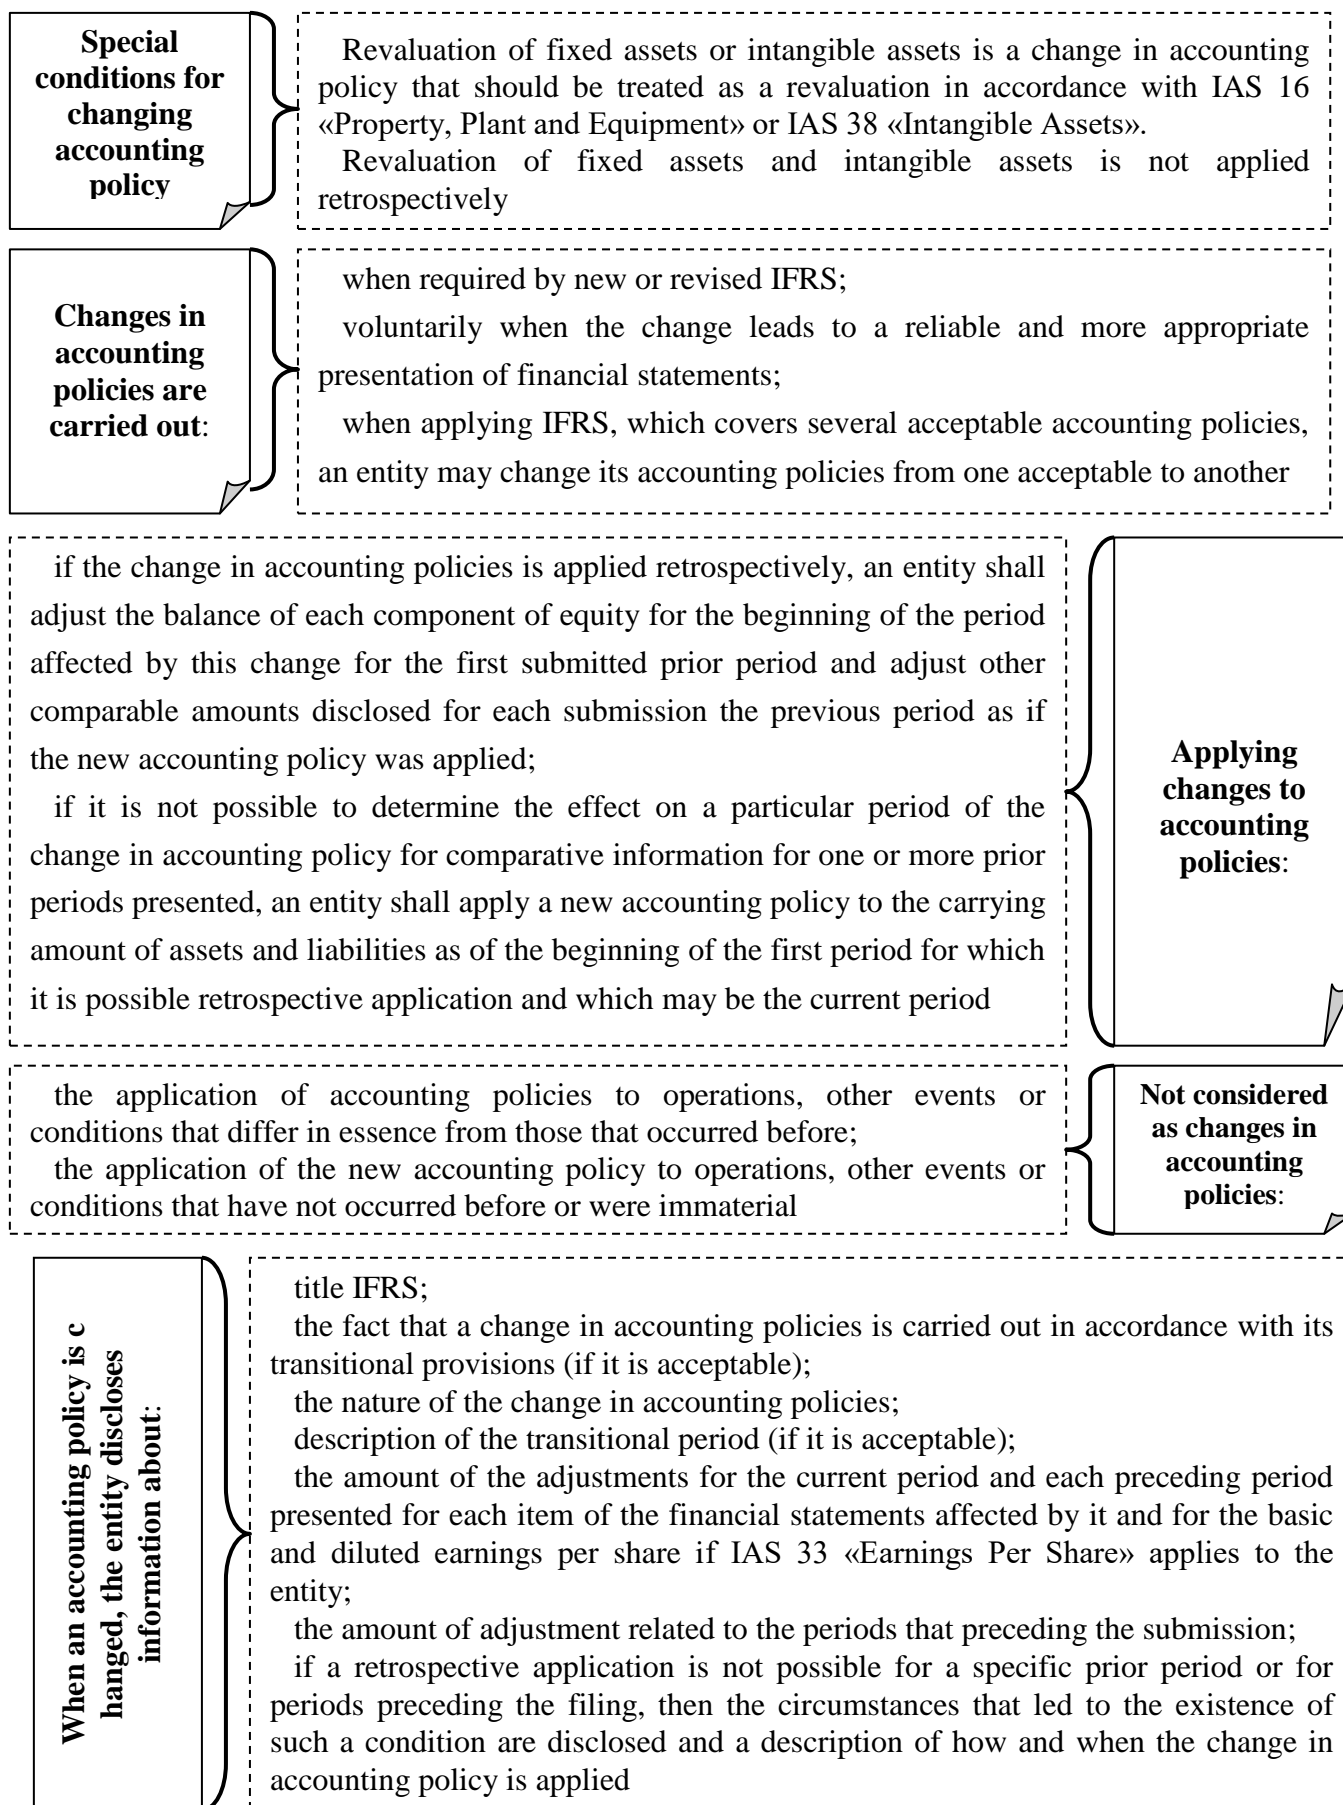 Special
conditions for
changing
accounting
policy
Revaluation of fixed assets or intangible assets is a change in accounting
policy that should be treated as a revaluation in accordance with IAS 16
«Property, Plant and Equipment» or IAS 38 «Intangible Assets».
Revaluation of fixed assets and intangible assets is not applied
retrospectively
Changes in
accounting
policies are
carried out:
when required by new or revised IFRS;
voluntarily when the change leads to a reliable and more appropriate
presentation of financial statements;
when applying IFRS, which covers several acceptable accounting policies,
an entity may change its accounting policies from one acceptable to another
if the change in accounting policies is applied retrospectively, an entity shall
adjust the balance of each component of equity for the beginning of the period
affected by this change for the first submitted prior period and adjust other
comparable amounts disclosed for each submission the previous period as if
the new accounting policy was applied;
if it is not possible to determine the effect on a particular period of the
change in accounting policy for comparative information for one or more prior
periods presented, an entity shall apply a new accounting policy to the carrying
amount of assets and liabilities as of the beginning of the first period for which
it is possible retrospective application and which may be the current period
Applying
changes to
accounting
policies:
the application of accounting policies to operations, other events or
conditions that differ in essence from those that occurred before;
the application of the new accounting policy to operations, other events or
conditions that have not occurred before or were immaterial
Not considered
as changes in
accounting
policies:
When an accounting policy is c
hanged, the entity discloses
information about:
title IFRS;
the fact that a change in accounting policies is carried out in accordance with its
transitional provisions (if it is acceptable);
the nature of the change in accounting policies;
description of the transitional period (if it is acceptable);
the amount of the adjustments for the current period and each preceding period
presented for each item of the financial statements affected by it and for the basic
and diluted earnings per share if IAS 33 «Earnings Per Share» applies to the
entity;
the amount of adjustment related to the periods that preceding the submission;
if a retrospective application is not possible for a specific prior period or for
periods preceding the filing, then the circumstances that led to the existence of
such a condition are disclosed and a description of how and when the change in
accounting policy is applied